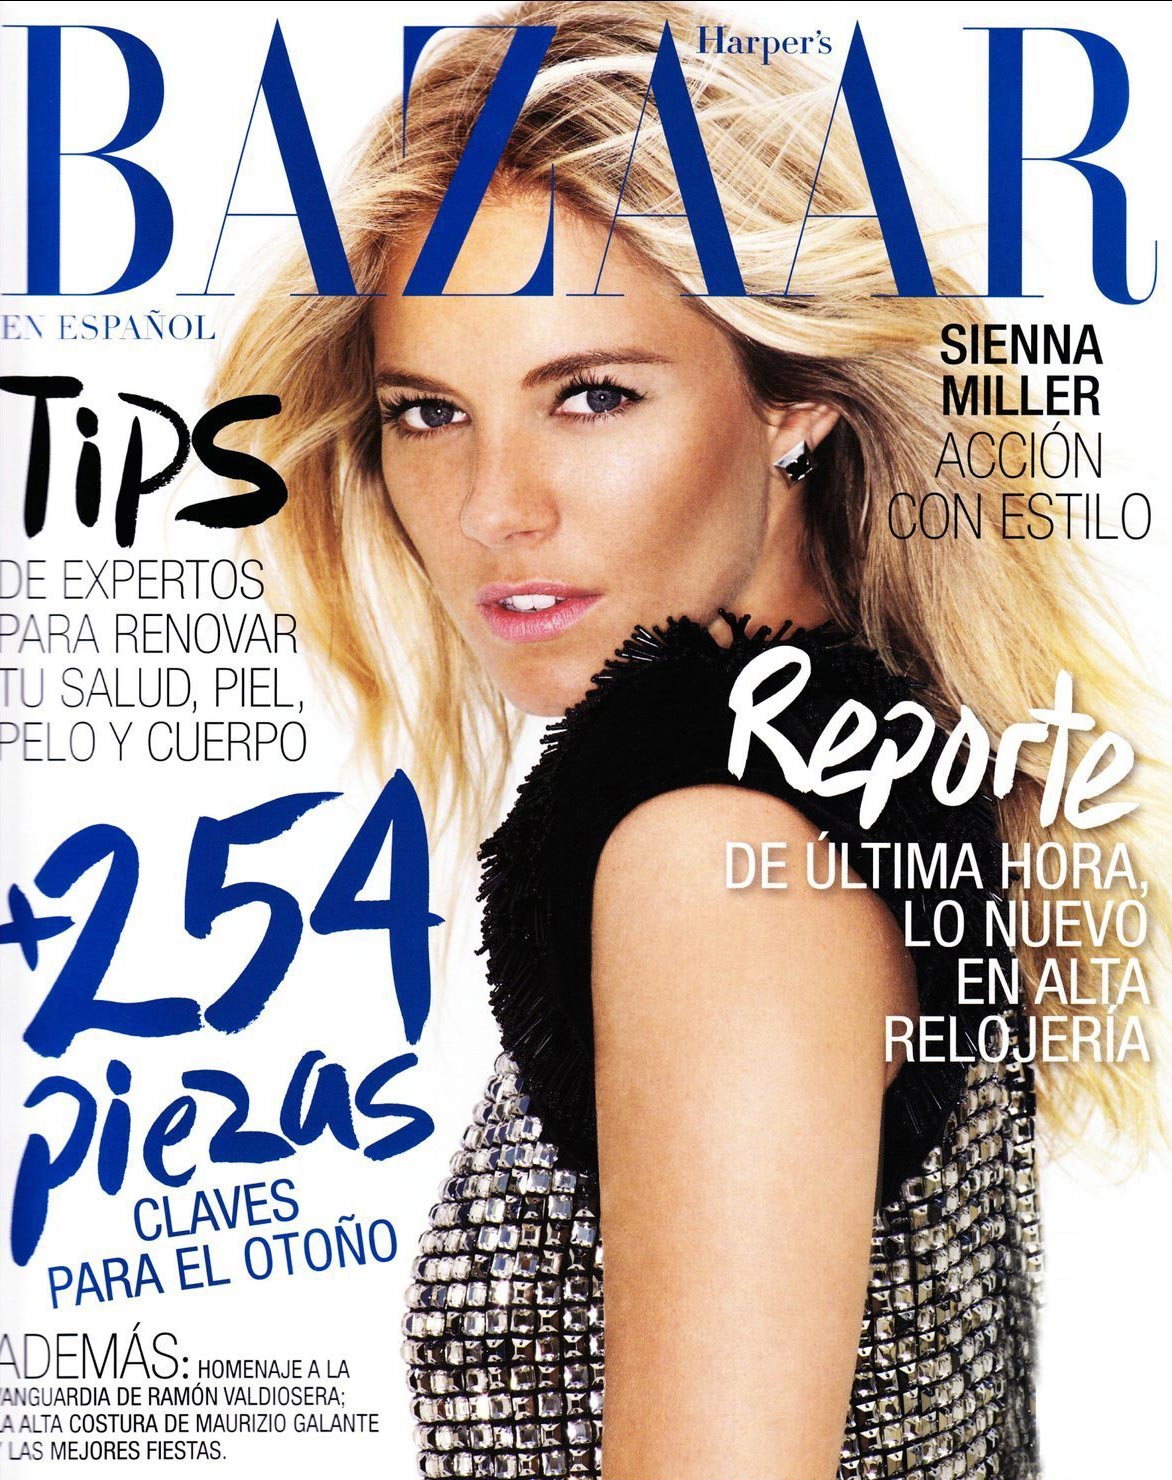 Harper's
BAZAAR
EN ESPAÑOL
SIENNA
MILLER
ACCIÓN
CON ESTILO
Tips
DE EXPERTOS
PARA RENOVAR
TU SALUD, PIEL,
PELO Y CUERPO
Reporte
DE ÚLTIMA HORA,
LO NUEVO
EN ALTA
RELOJERÍA
+254
piezas
CLAVES
PARA EL OTOÑO
ADEMÁS: HOMENAJE A LA
VANGUARDIA DE RAMÓN VALDIOSERA;
LA ALTA COSTURA DE MAURIZIO GALANTE
Y LAS MEJORES FIESTAS.